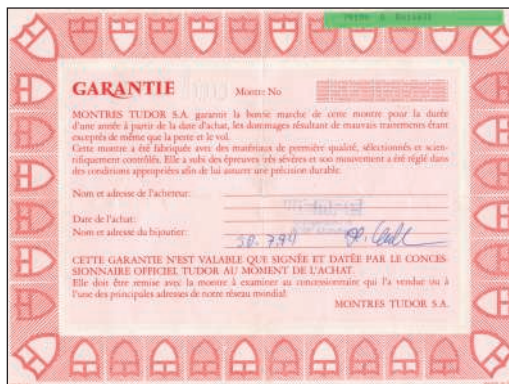 GARANTIE Montre No
MONTRES TUDOR S.A. garantit la bonne marche de cette montre pour la durée
d'une année à partir de la date d'achat, les dommages résultant de mauvais traitements étant
exceptés de même que la perte et le vol.
Cette montre a été fabriquée avec des matériaux de première qualité, sélectionnés et scien-
tifiquement contrôlés. Elle a subi des épreuves très sévères et son mouvement a été réglé dans
des conditions appropriées afin de lui assurer une précision durable.
Nom et adresse de l'acheteur:
Date de l'achat:
Nom et adresse du bijoutier:
CETTE GARANTIE N'EST VALABLE QUE SIGNÉE ET DATÉE PAR LE CONCES-
SIONNAIRE OFFICIEL TUDOR AU MOMENT DE L'ACHAT.
Elle doit être remise avec la montre à examiner au concessionnaire qui l'a vendue ou à
l'une des principales adresses de notre réseau mondial.
MONTRES TUDOR S.A.